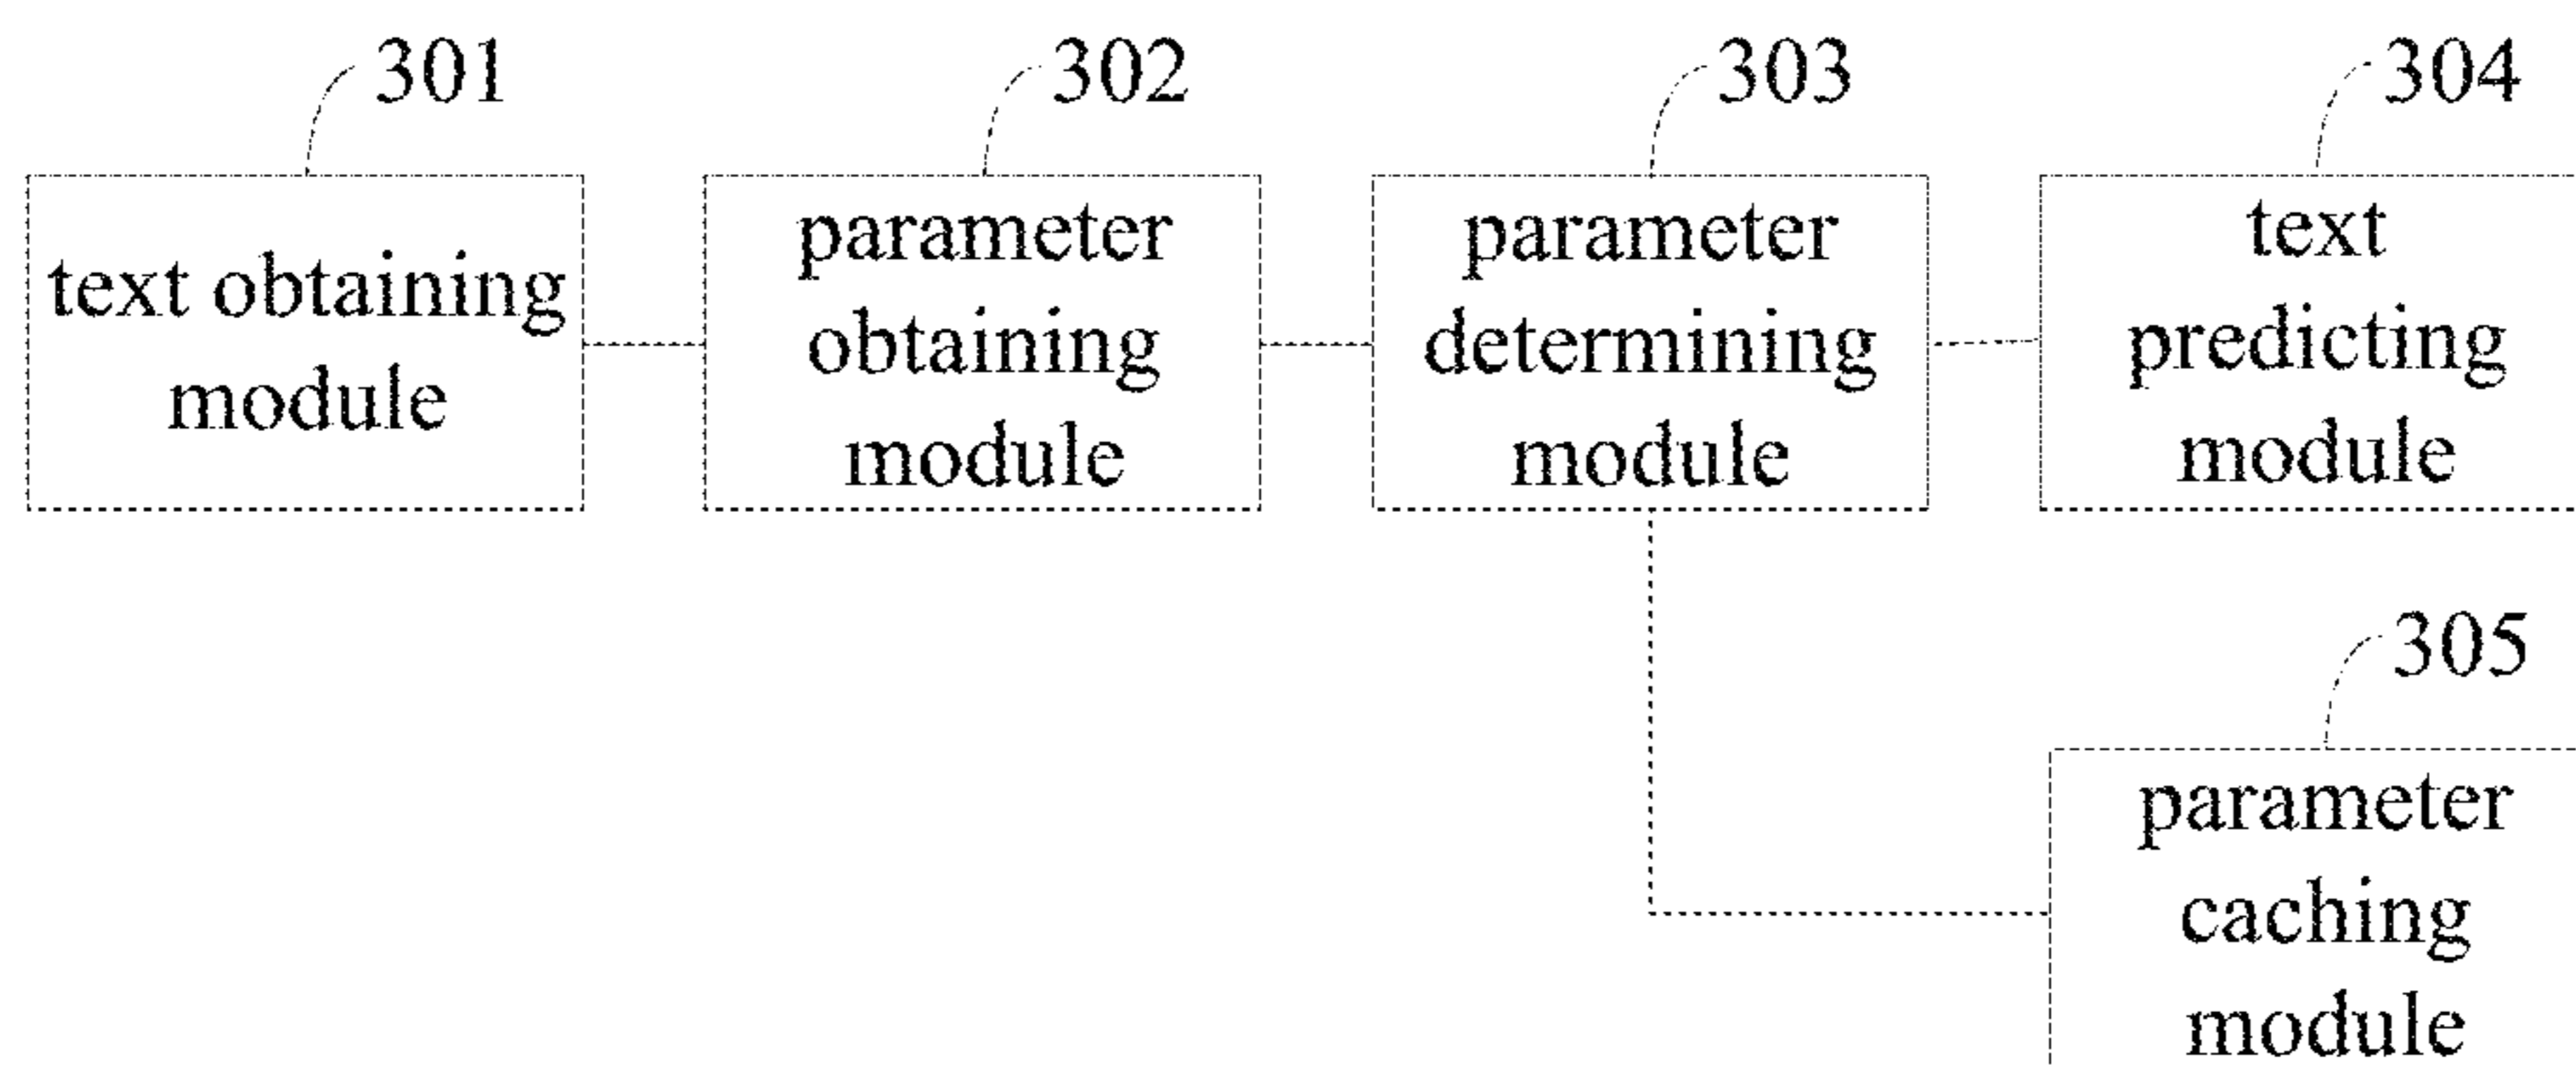 301
302
303
304
text obtaining
module
parameter
obtaining
module
parameter
determining
module
text
predicting
module
305
parameter
caching
module